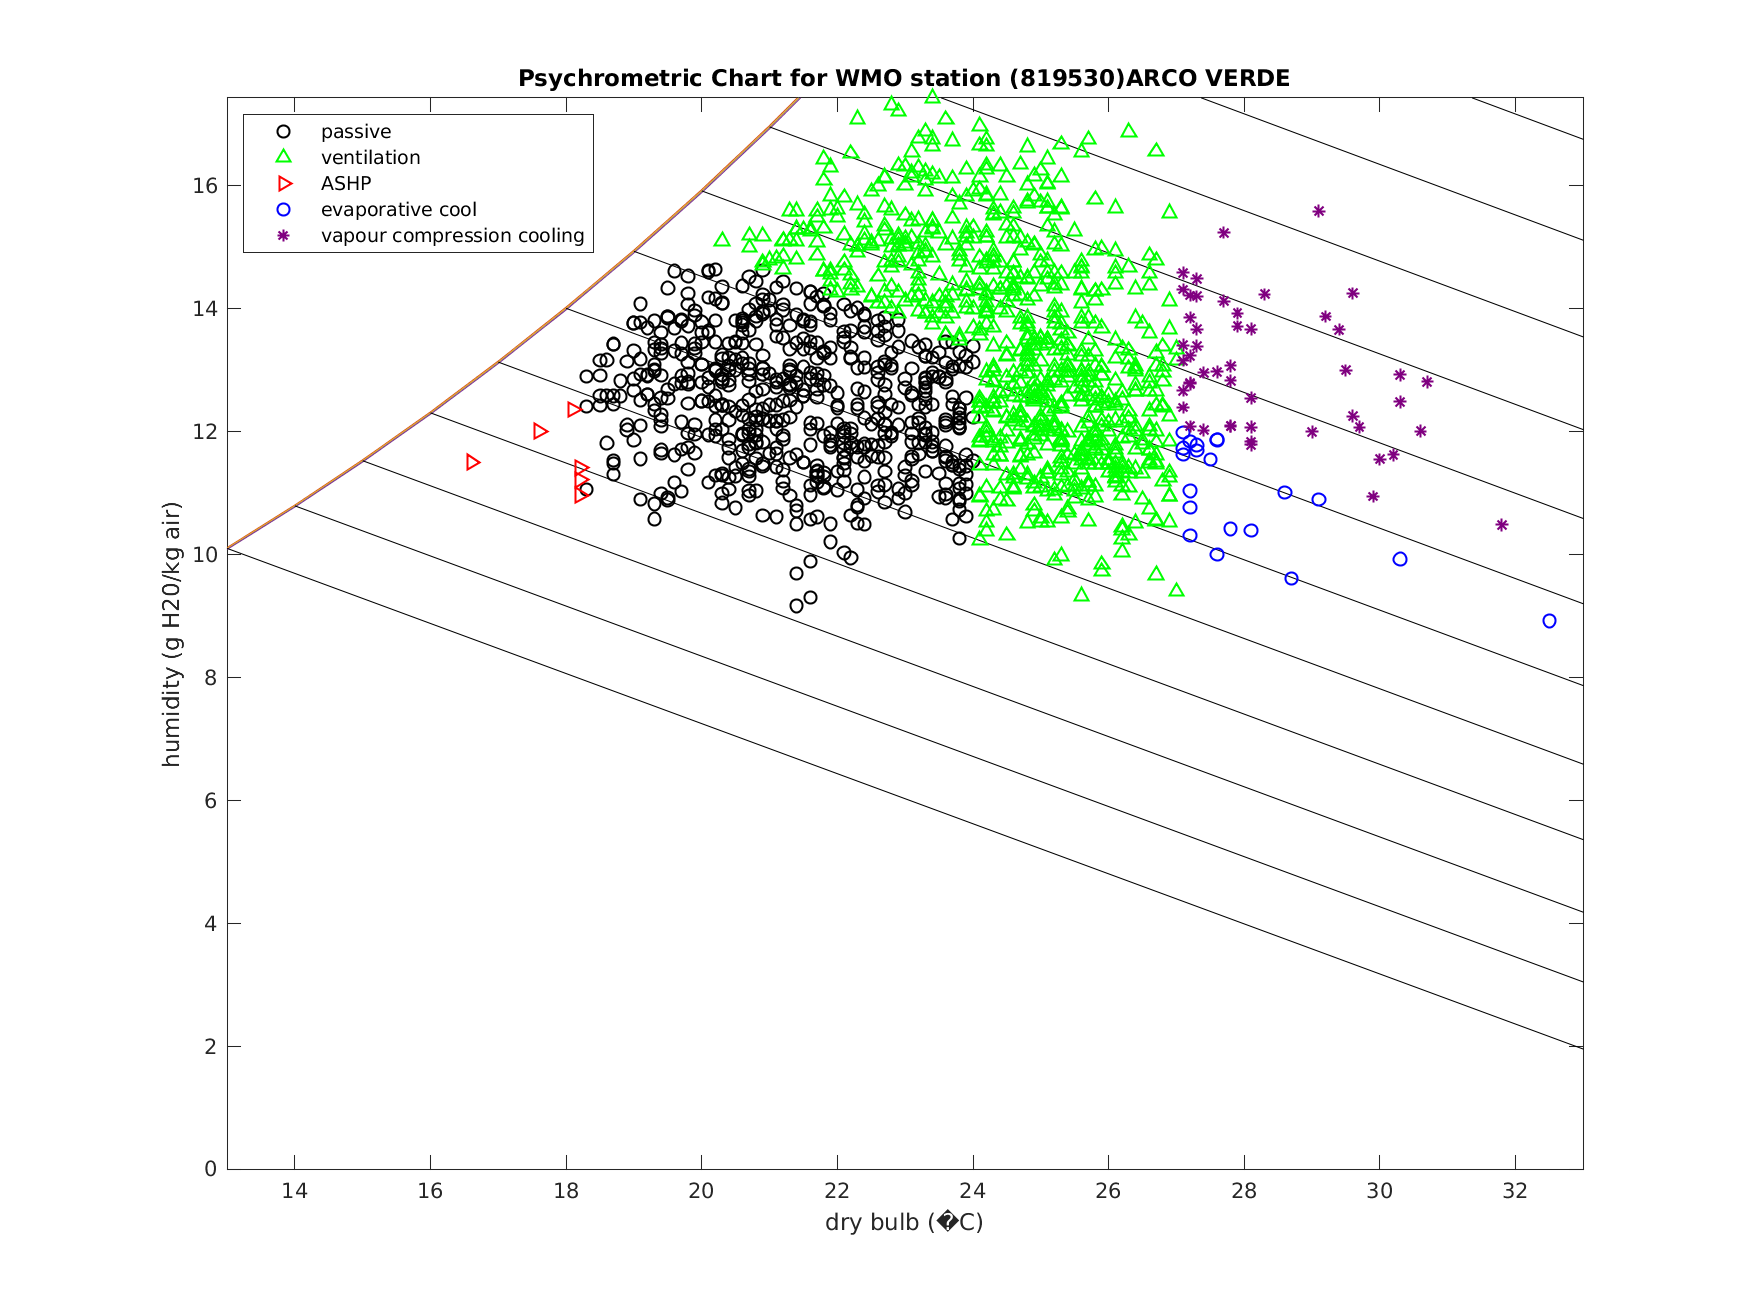 Psychrometric Chart for WMO station (819530)ARCO VERDE
passive
ventilation
ASHP
evaporative cool
vapour compression cooling
16
14
12
10
8
6
4
2
0
humidity (g H20/kg air)
14 16 18 20 22 24 26 28 30 32
dry bulb (�C)